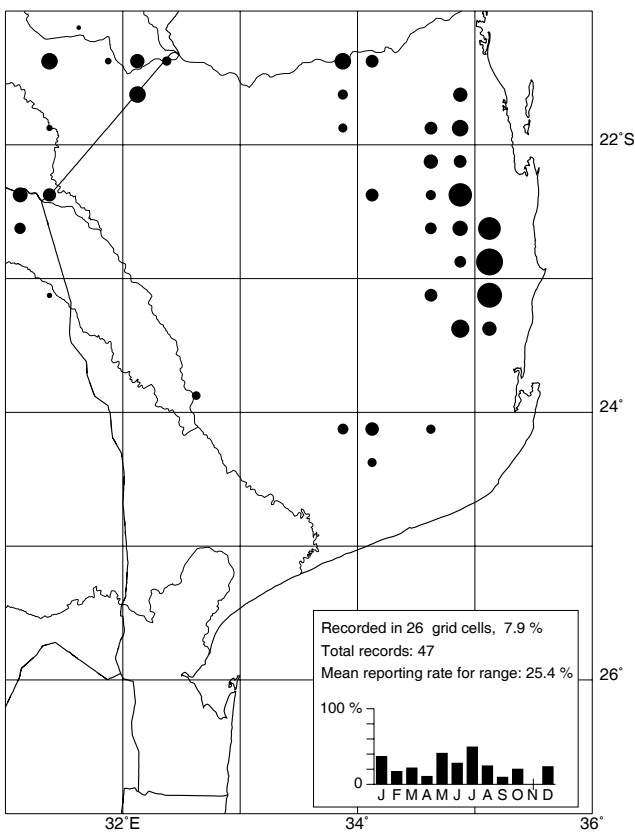 22°S
24°
Recorded in 26 grid cells, 7.9 %
Total records: 47
Mean reporting rate for range: 25.4 %
26°
100 %
0
J F M A M J J A S O N D
32°E 34° 36°